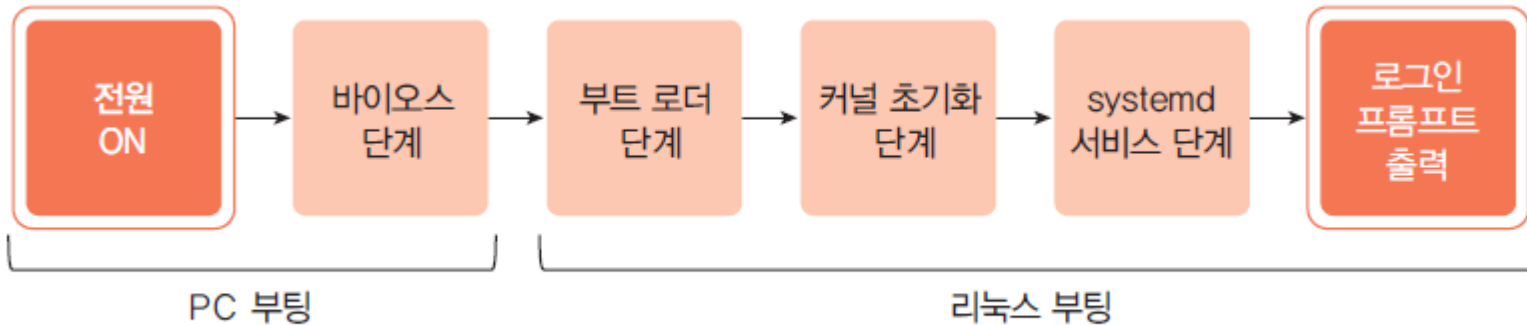 전원
ON
바이오스
단계
부트 로더
단계
커널 초기화
단계
systemd
서비스 단계
로그인
프롬프트
출력
PC 부팅
리눅스 부팅